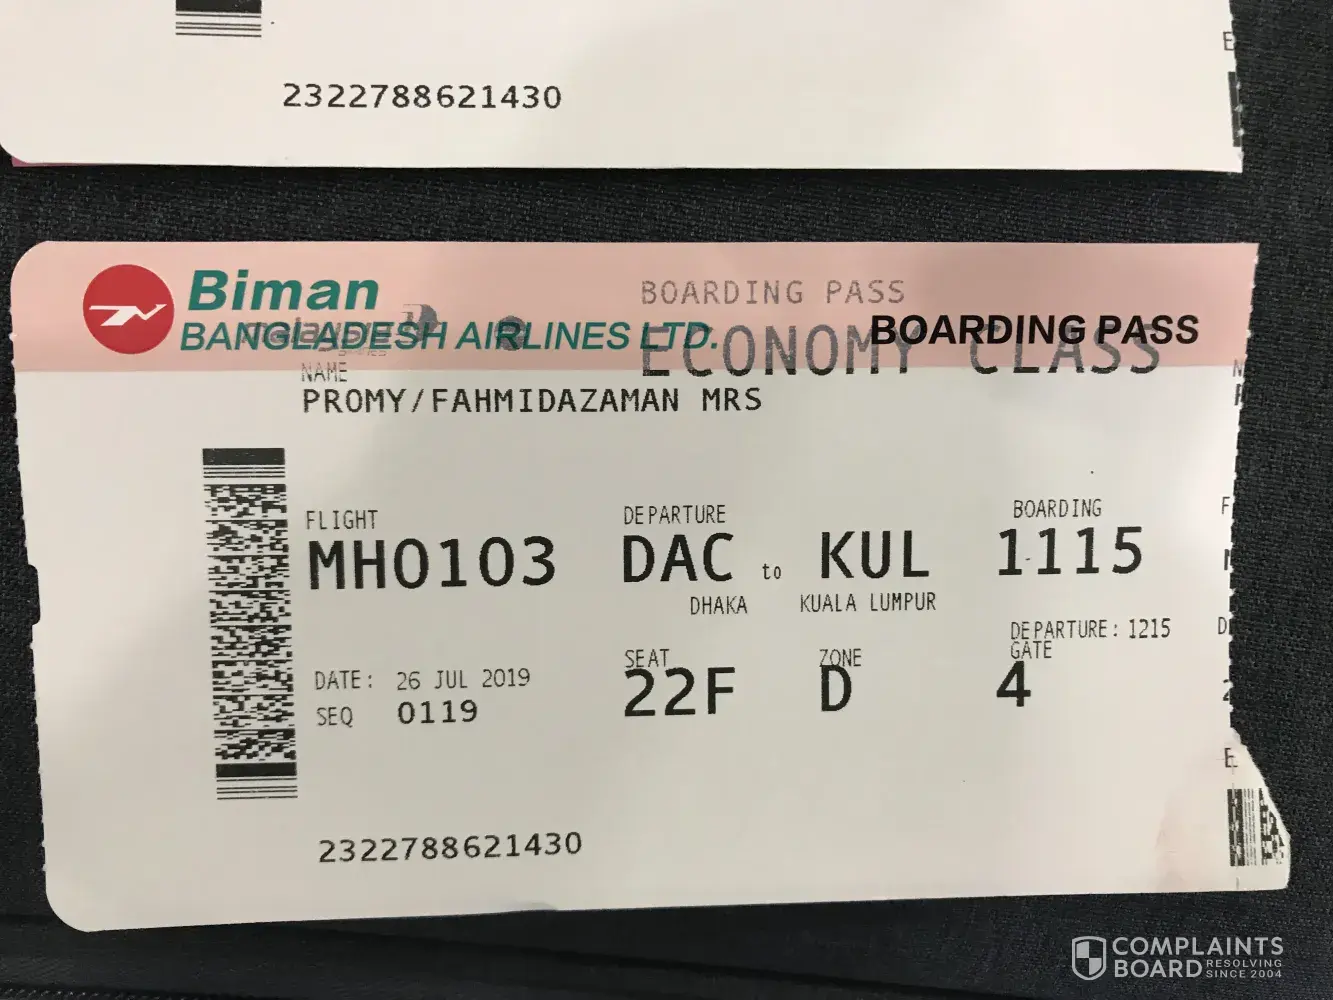 E
2322788621430
Biman
BANGLADESH AIRLINES LTD.
BOARDING PASS
ECONOMY CLASS
BOARDING PASS
NAME
PROMY/FAHMIDAZAMAN MRS
FLIGHT
MH0103
DEPARTURE
DAC to KUL
DHAKA KUALA LUMPUR
BOARDING
1115
DEPARTURE: 1215
DATE: 26 JUL 2019
SEQ 0119
SEAT
22F
ZONE
D
GATE
4
E
2322788621430
COMPLAINTS
BOARD RESOLVING
SINCE 2004